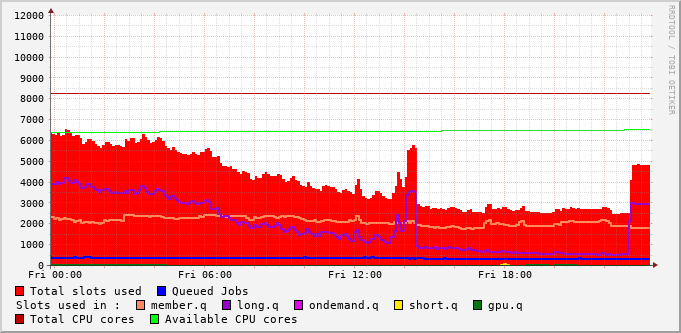 12000
11000
10000
9000
8000
7000
6000
5000
4000
3000
2000
1000
0
Fri 00:00 Fri 06:00 Fri 12:00 Fri 18:00
RRDTOOL / TOBI OETIKER
Total slots used Queued Jobs
Slots used in : member.q long.q ondemand.q short.q gpu.q
Total CPU cores Available CPU cores